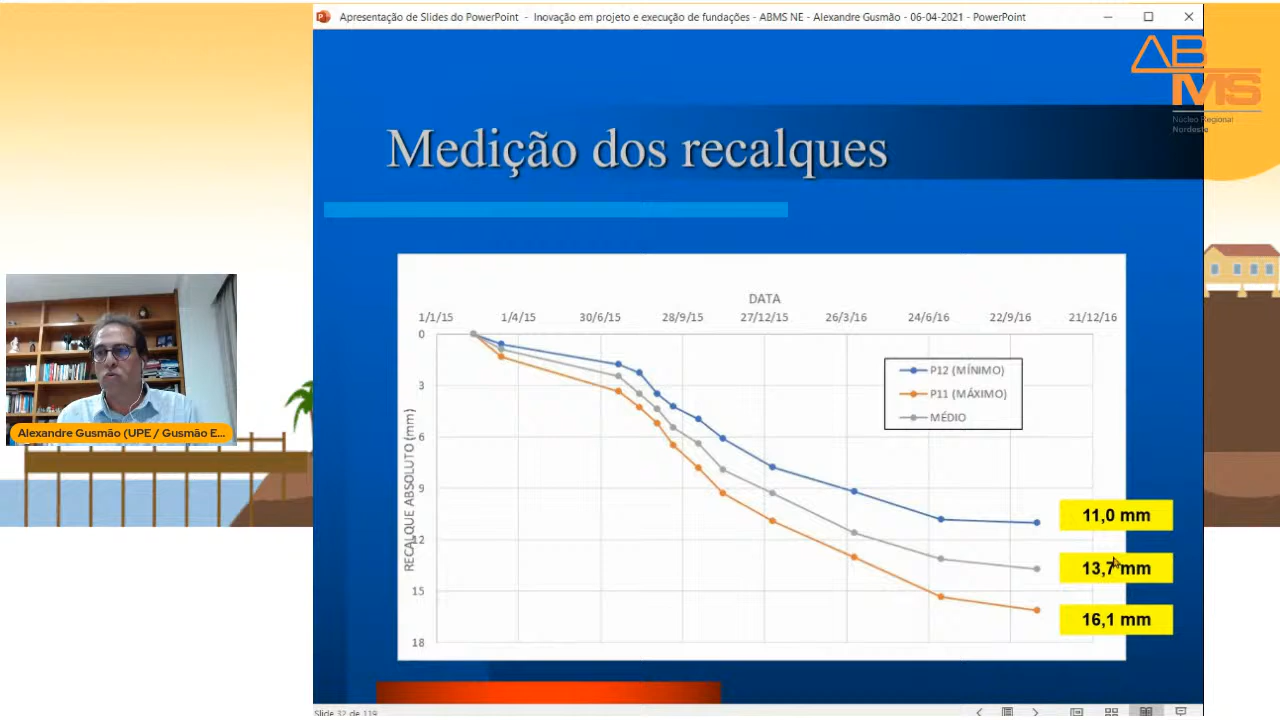 Apresentação de Slides do PowerPoint - Inovação em projeto e execução de fundações - ABMS NE - Alexandre Gusmão - 06-04-2021 - PowerPoint
ABMS
Núcleo Regional
Nordeste
Medição dos recalques
DATA
1/1/15 1/4/15 30/6/15 28/9/15 27/12/15 26/3/16 24/6/16 22/9/16 21/12/16
0
3
6
9
12
15
18
RECALQUE ABSOLUTO (mm)
P12 (MÍNIMO)
P11 (MÁXIMO)
MÉDIO
11,0 mm
13,7 mm
16,1 mm
Alexandre Gusmão (UPE / Gusmão E...
Slide 32 de 119